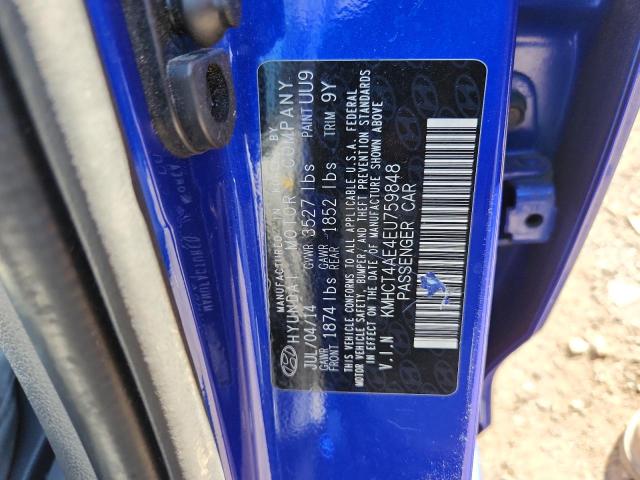 MANUFACTURED IN BY
HYUNDAI MOTOR COMPANY
JUL/04/14 GVWR 3527 lbs PAINT UU9
GAWR FRONT 1874 lbs GAWR REAR 1852 lbs TRIM 9Y
THIS VEHICLE CONFORMS TO ALL APPLICABLE U.S.A. FEDERAL
MOTOR VEHICLE SAFETY, BUMPER, AND THEFT PREVENTION STANDARDS
IN EFFECT ON THE DATE OF MANUFACTURE SHOWN ABOVE
V.I.N KMHCT4AE4EU759848
PASSENGER CAR